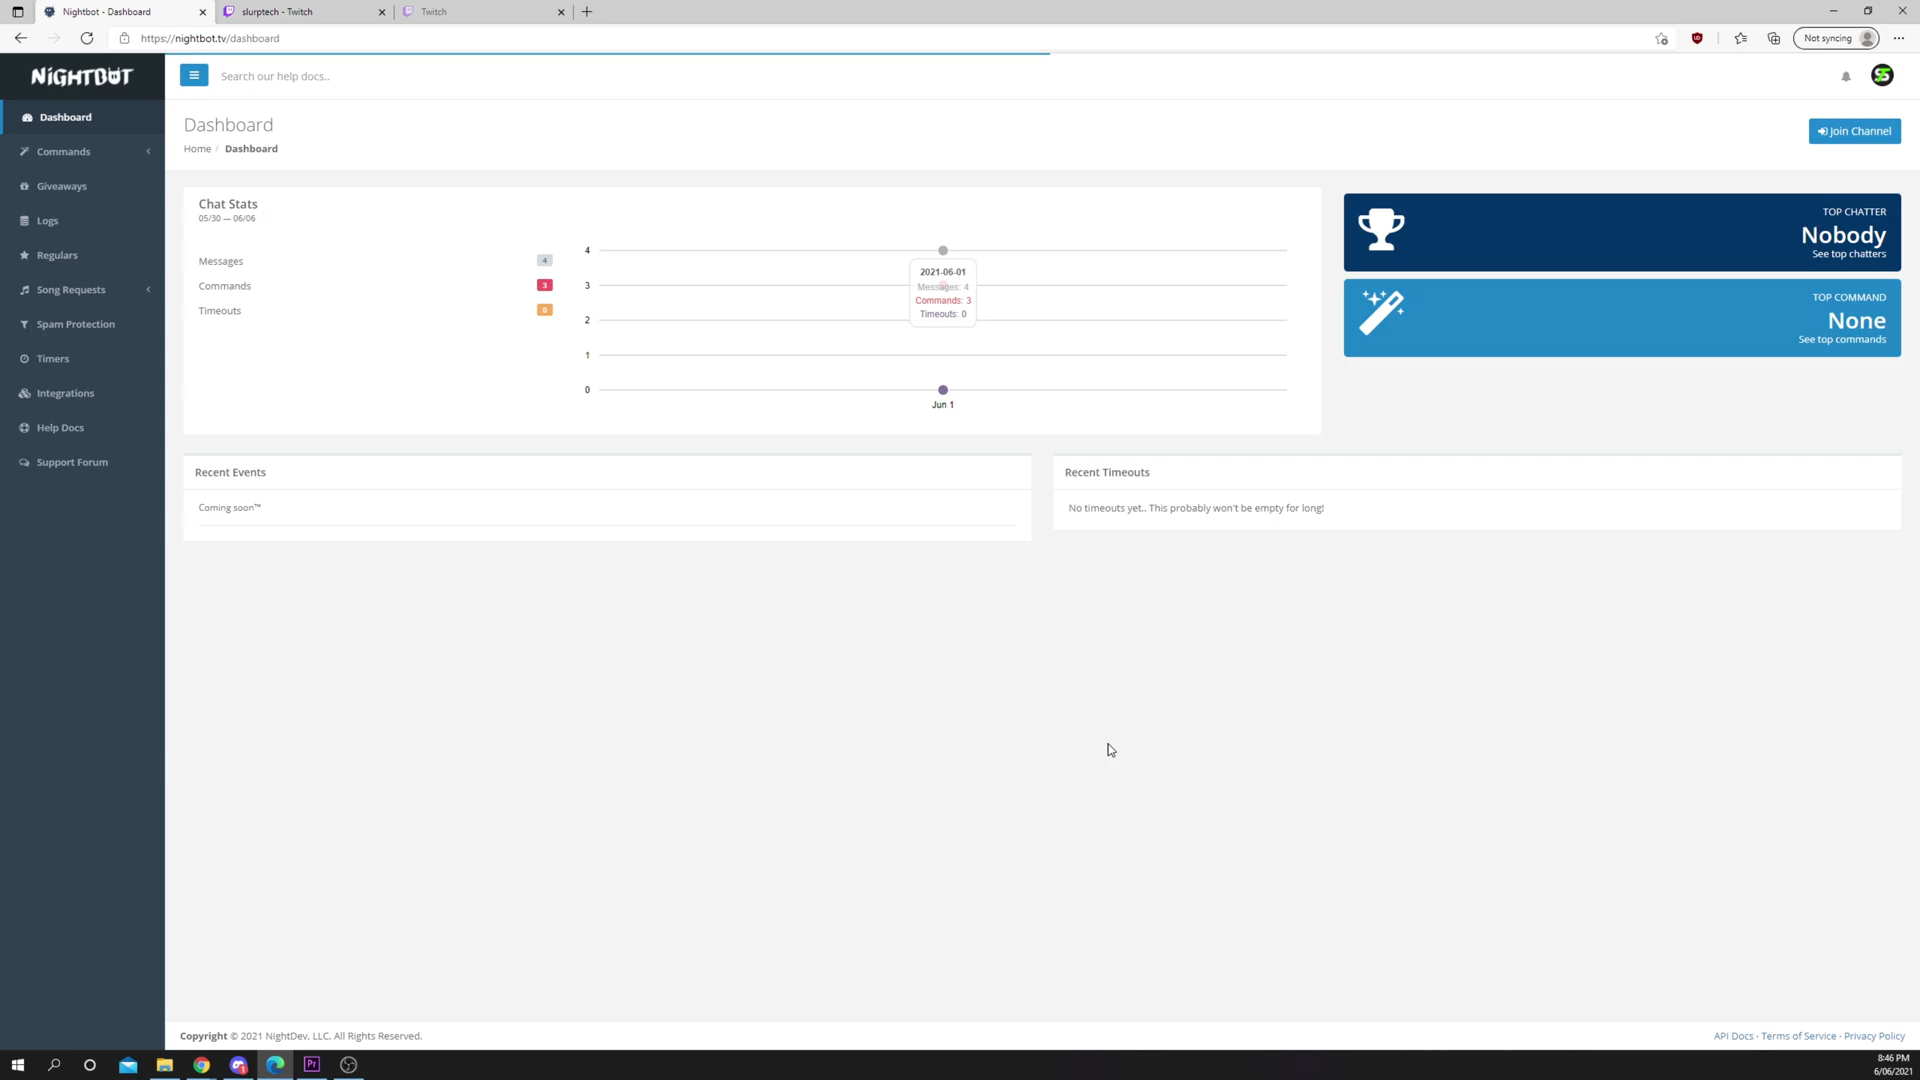 Nightbot - Dashboard
slurptech - Twitch
Twitch
https://nightbot.tv/dashboard
Not syncing
NiGHTBOT
Search our help docs..
Dashboard
Commands
Giveaways
Logs
Regulars
Song Requests
Spam Protection
Timers
Integrations
Help Docs
Support Forum
Dashboard
Home / Dashboard
Join Channel
Chat Stats
05/30 — 06/06
Messages 4
Commands 3
Timeouts 0
4
3
2
1
0
2021-06-01
Messages: 4
Commands: 3
Timeouts: 0
Jun 1
TOP CHATTER
Nobody
See top chatters
TOP COMMAND
None
See top commands
Recent Events
Coming soon™
Recent Timeouts
No timeouts yet.. This probably won't be empty for long!
Copyright © 2021 NightDev, LLC. All Rights Reserved.
API Docs · Terms of Service · Privacy Policy
Pr
8:46 PM
6/06/2021